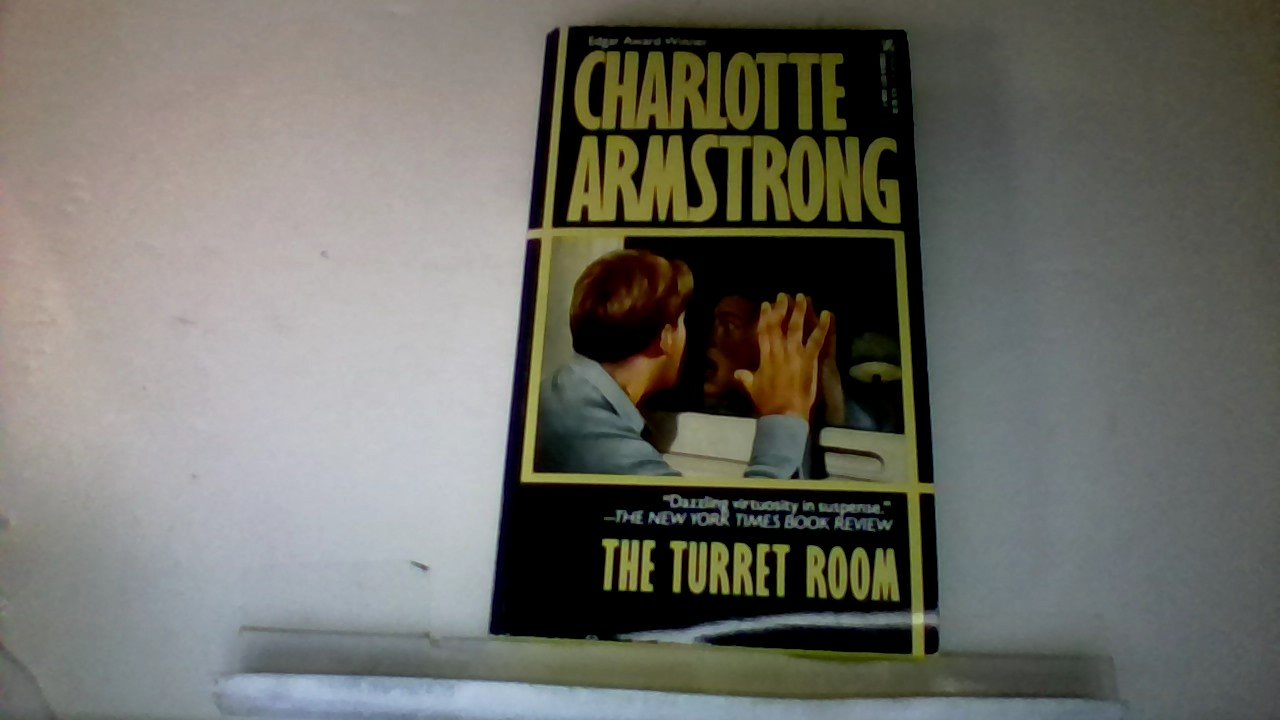 Edgar Award Winner
CHARLOTTE
ARMSTRONG
"Dazzling virtuosity in suspense."
—THE NEW YORK TIMES BOOK REVIEW
THE TURRET ROOM